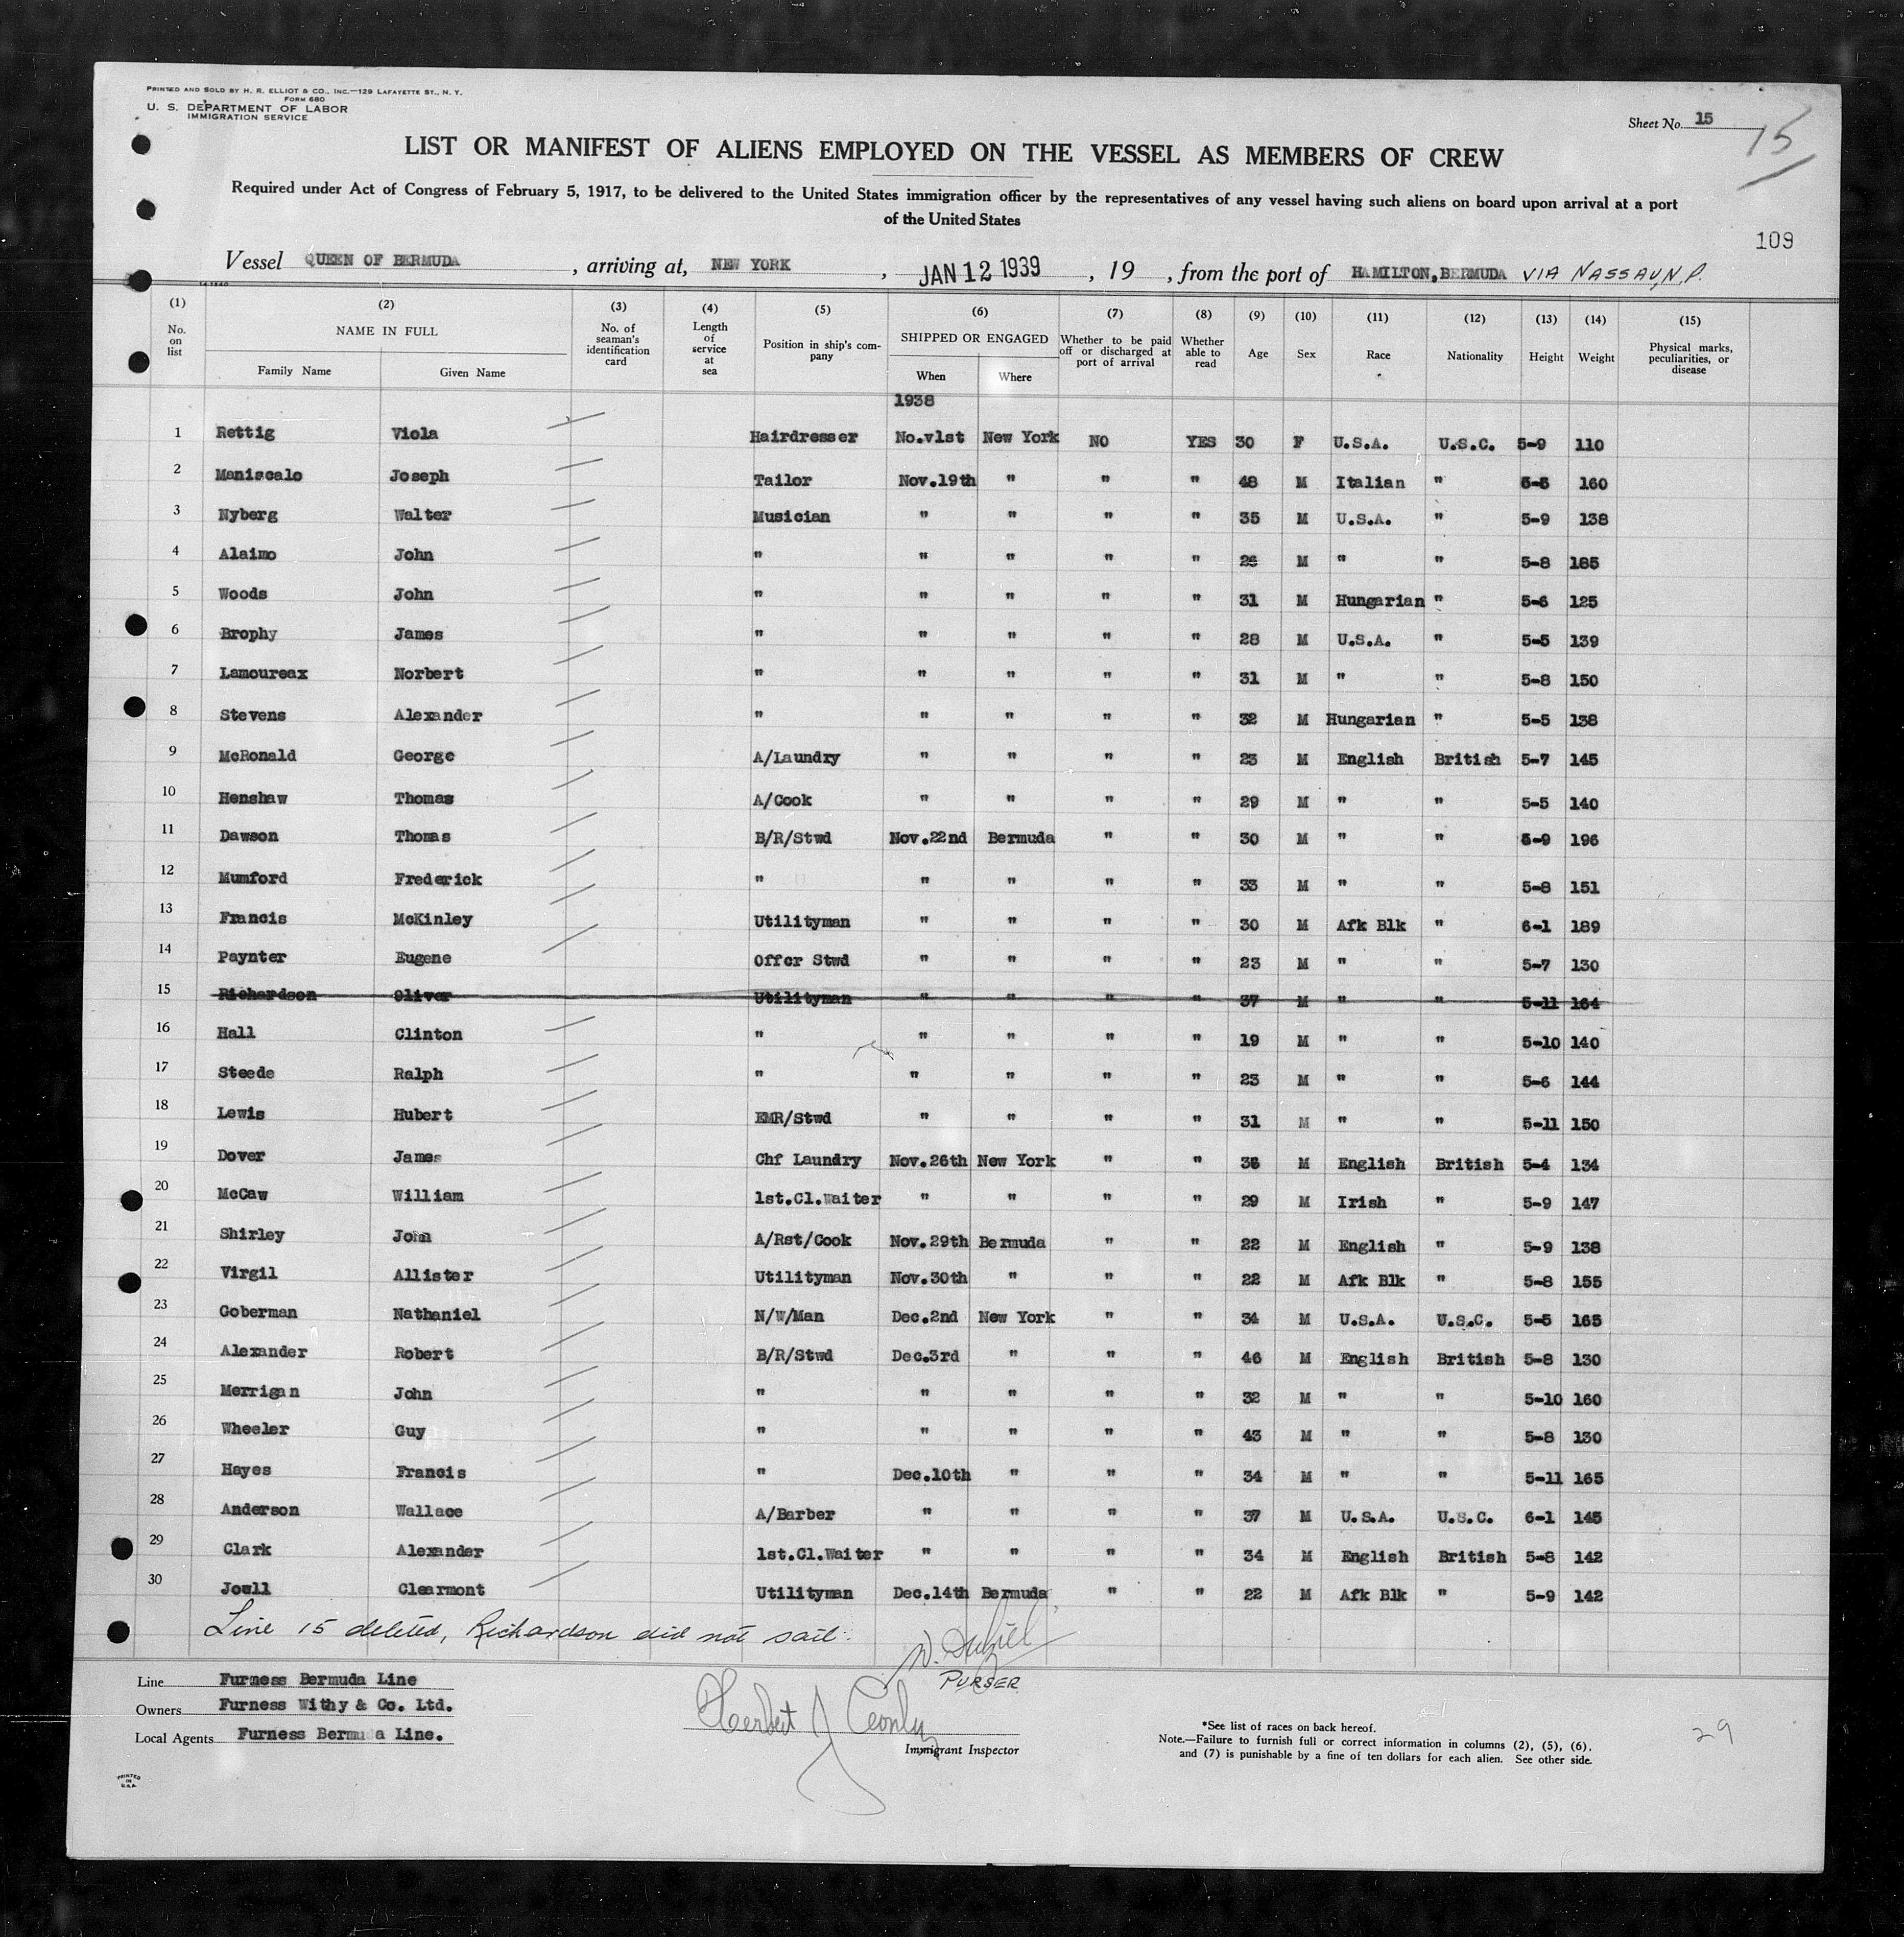 PRINTED AND SOLD BY H. R. ELLIOT & CO., INC.—129 LAFAYETTE ST., N. Y.
FORM 680
U. S. DEPARTMENT OF LABOR
IMMIGRATION SERVICE
Sheet No. 15
15
LIST OR MANIFEST OF ALIENS EMPLOYED ON THE VESSEL AS MEMBERS OF CREW
Required under Act of Congress of February 5, 1917, to be delivered to the United States immigration officer by the representatives of any vessel having such aliens on board upon arrival at a port
of the United States
109
Vessel QUEEN OF BERMUDA, arriving at, NEW YORK, JAN 12 1939, 19, from the port of HAMILTON, BERMUDA VIA NASSAU, N.P.
(1) (2) (3) (4) (5) (6) (7) (8) (9) (10) (11) (12) (13) (14) (15)
No. on list NAME IN FULL Family Name Given Name No. of seaman's identification card Length of service at sea Position in ship's company SHIPPED OR ENGAGED When Where Whether to be paid off or discharged at port of arrival Whether able to read Age Sex Race Nationality Height Weight Physical marks, peculiarities, or disease
1938
1 Rettig Viola Hairdresser No.v1st New York NO YES 30 F U.S.A. U.S.C. 5-9 110
2 Maniscalo Joseph Tailor Nov.19th " " " 48 M Italian " 5-5 160
3 Nyberg Walter Musician " " " " 35 M U.S.A. " 5-9 138
4 Alaimo John " " " " " 26 M " " 5-8 185
5 Woods John " " " " " 31 M Hungarian " 5-6 125
6 Brophy James " " " " " 28 M U.S.A. " 5-5 139
7 Lamoureax Norbert " " " " " 31 M " " 5-8 150
8 Stevens Alexander " " " " " 32 M Hungarian " 5-5 138
9 McRonald George A/Laundry " " " " 23 M English British 5-7 145
10 Henshaw Thomas A/Cook " " " " 29 M " " 5-5 140
11 Dawson Thomas B/R/Stwd Nov.22nd Bermuda " " 30 M " " 5-9 196
12 Mumford Frederick " " " " " 33 M " " 5-8 151
13 Francis McKinley Utilityman " " " " 30 M Afk Blk " 6-1 189
14 Paynter Eugene Offcr Stwd " " " " 23 M " " 5-7 130
15 Richardson Oliver Utilityman " " " " 37 M " " 5-11 164
16 Hall Clinton " " " " " 19 M " " 5-10 140
17 Steede Ralph " " " " " 23 M " " 5-6 144
18 Lewis Hubert EMR/Stwd " " " " 31 M " " 5-11 150
19 Dover James Chf Laundry Nov.26th New York " " 36 M English British 5-4 134
20 McCaw William 1st.Cl.Waiter " " " " 29 M Irish " 5-9 147
21 Shirley John A/Rst/Cook Nov.29th Bermuda " " 22 M English " 5-9 138
22 Virgil Allister Utilityman Nov.30th " " " 22 M Afk Blk " 5-8 155
23 Goberman Nathaniel N/W/Man Dec.2nd New York " " 34 M U.S.A. U.S.C. 5-5 165
24 Alexander Robert B/R/Stwd Dec.3rd " " " 46 M English British 5-8 130
25 Merrigan John " " " " " 32 M " " 5-10 160
26 Wheeler Guy " " " " " 43 M " " 5-8 130
27 Hayes Francis " Dec.10th " " " 34 M " " 5-11 165
28 Anderson Wallace A/Barber " " " " 37 M U.S.A. U.S.C. 6-1 145
29 Clark Alexander 1st.Cl.Waiter " " " " 34 M English British 5-8 142
30 Jowll Clearmont Utilityman Dec.14th Bermuda " " 22 M Afk Blk " 5-9 142
Line 15 deleted, Richardson did not sail.
PURSER
Line Furness Bermuda Line
Owners Furness Withy & Co. Ltd.
Local Agents Furness Bermuda Line.
Herbert J
Immigrant Inspector
*See list of races on back hereof.
Note.—Failure to furnish full or correct information in columns (2), (5), (6),
and (7) is punishable by a fine of ten dollars for each alien. See other side.
29
PRINTED
IN
U.S.A.